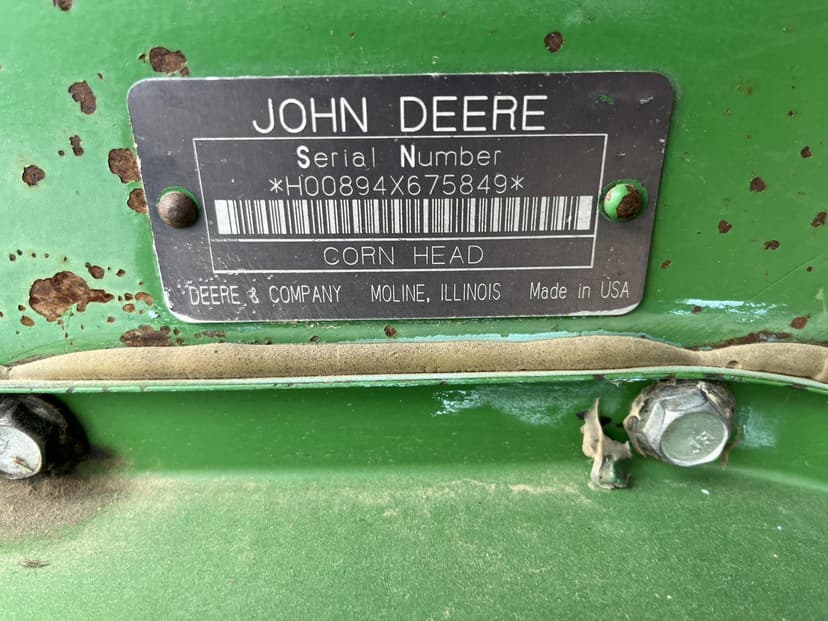 JOHN DEERE
Serial Number
*H00894X675849*
CORN HEAD
DEERE & COMPANY MOLINE, ILLINOIS Made in USA